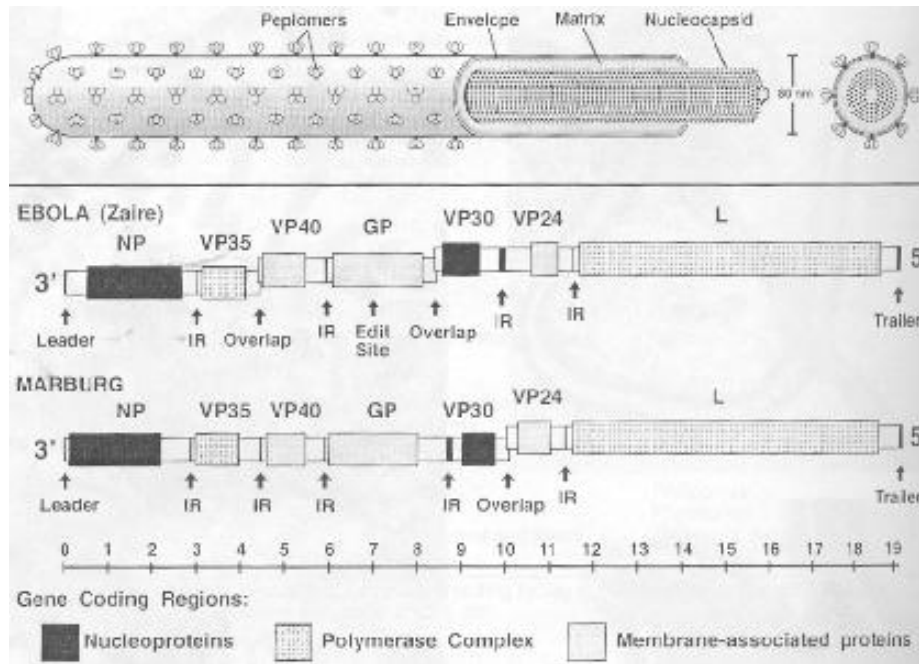 Peplomers Envelope Matrix Nucleocapsid
80 nm
EBOLA (Zaire)
NP VP35 VP40 GP VP30 VP24 L
3' 5'
Leader IR Overlap IR Edit Site Overlap IR IR Trailer
MARBURG
NP VP35 VP40 GP VP30 VP24 L
3' 5'
Leader IR IR IR IR Overlap IR Trailer
0 1 2 3 4 5 6 7 8 9 10 11 12 13 14 15 16 17 18 19
Gene Coding Regions:
Nucleoproteins Polymerase Complex Membrane-associated proteins